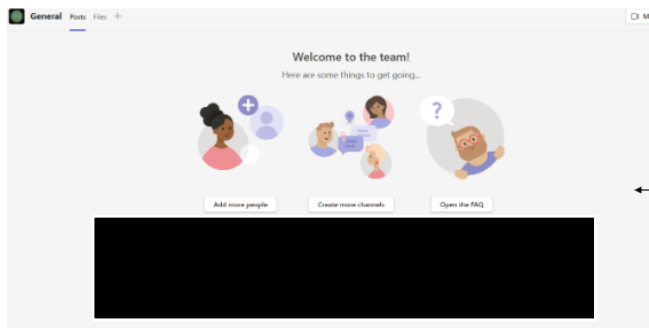 General Posts Files +
M
Welcome to the team!
Here are some things to get going...
?
Add more people
Create more channels
Open the FAQ